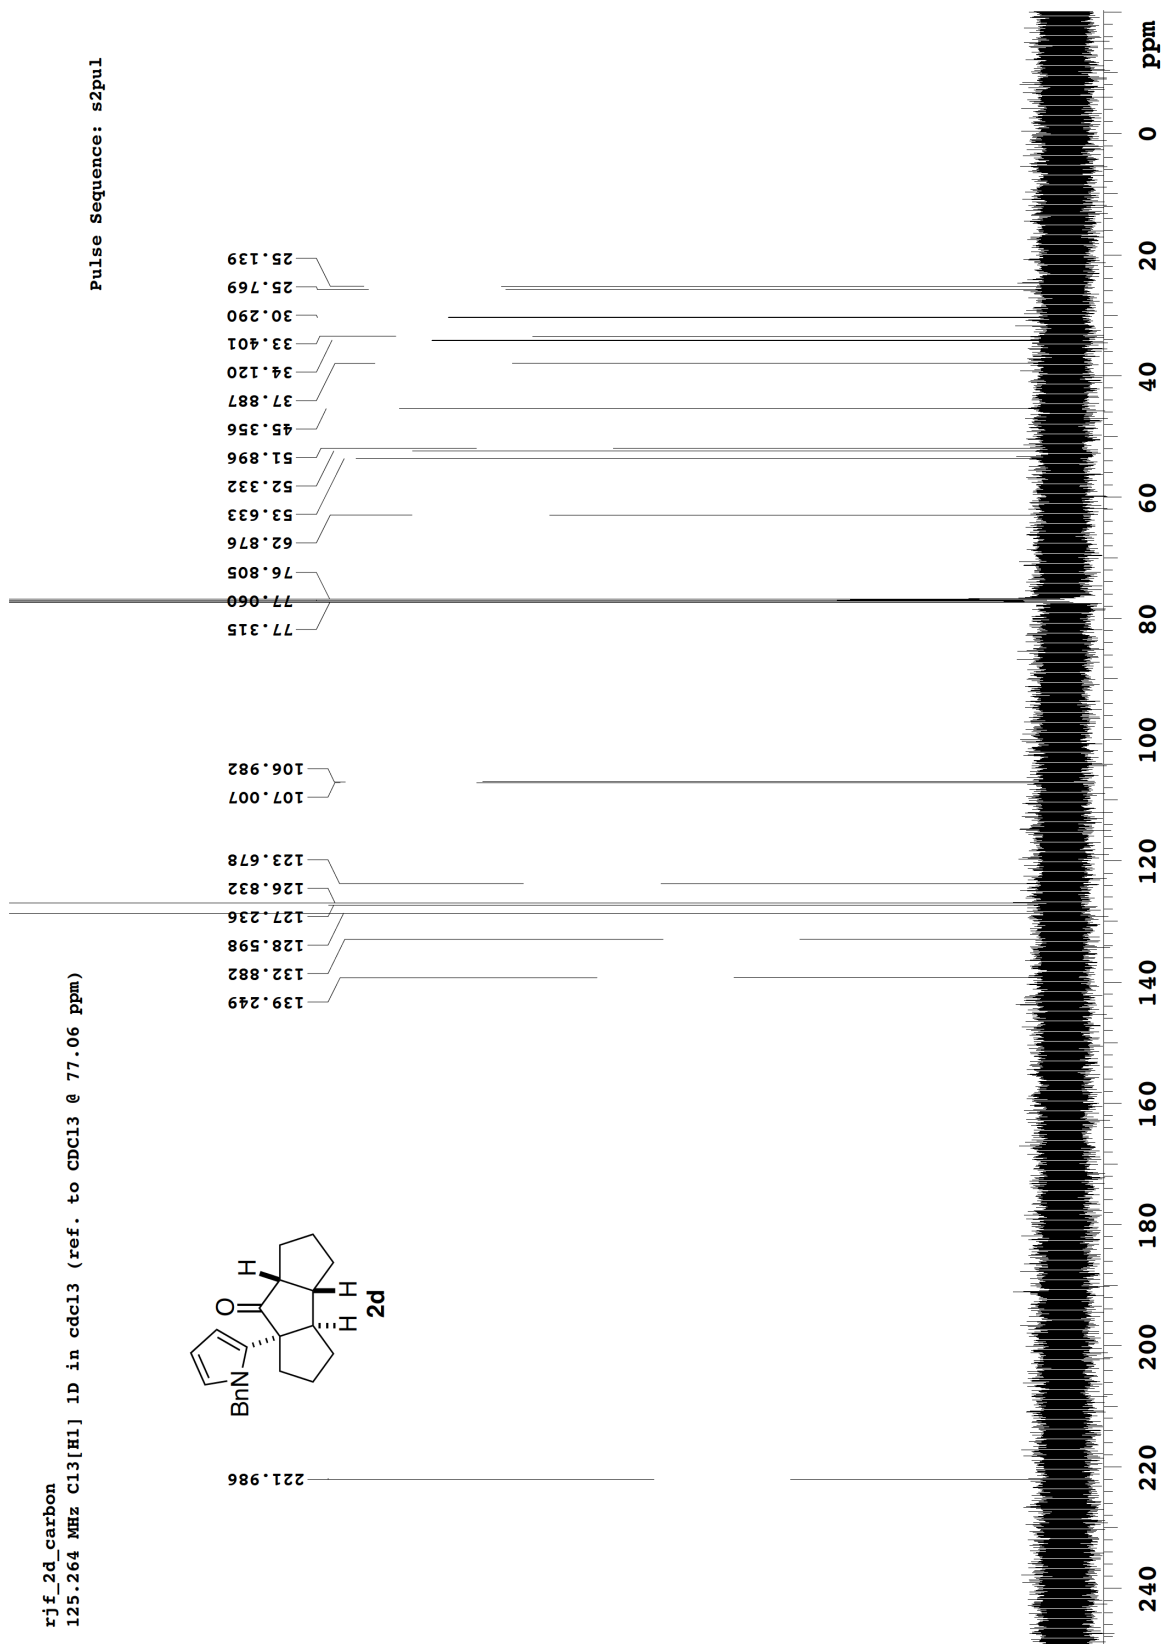 rjf_2d_carbon
125.264 MHz C13[H1] 1D in cdcl3 (ref. to CDCl3 @ 77.06 ppm)
Pulse Sequence: s2pul
221.986
139.249
132.882
128.598
127.236
126.832
123.678
107.007
106.982
77.315
77.060
76.805
62.876
53.633
52.332
51.896
45.356
37.887
34.120
33.401
30.290
25.769
25.139
BnN
O
H
H
H
2d
240 220 200 180 160 140 120 100 80 60 40 20 0 ppm